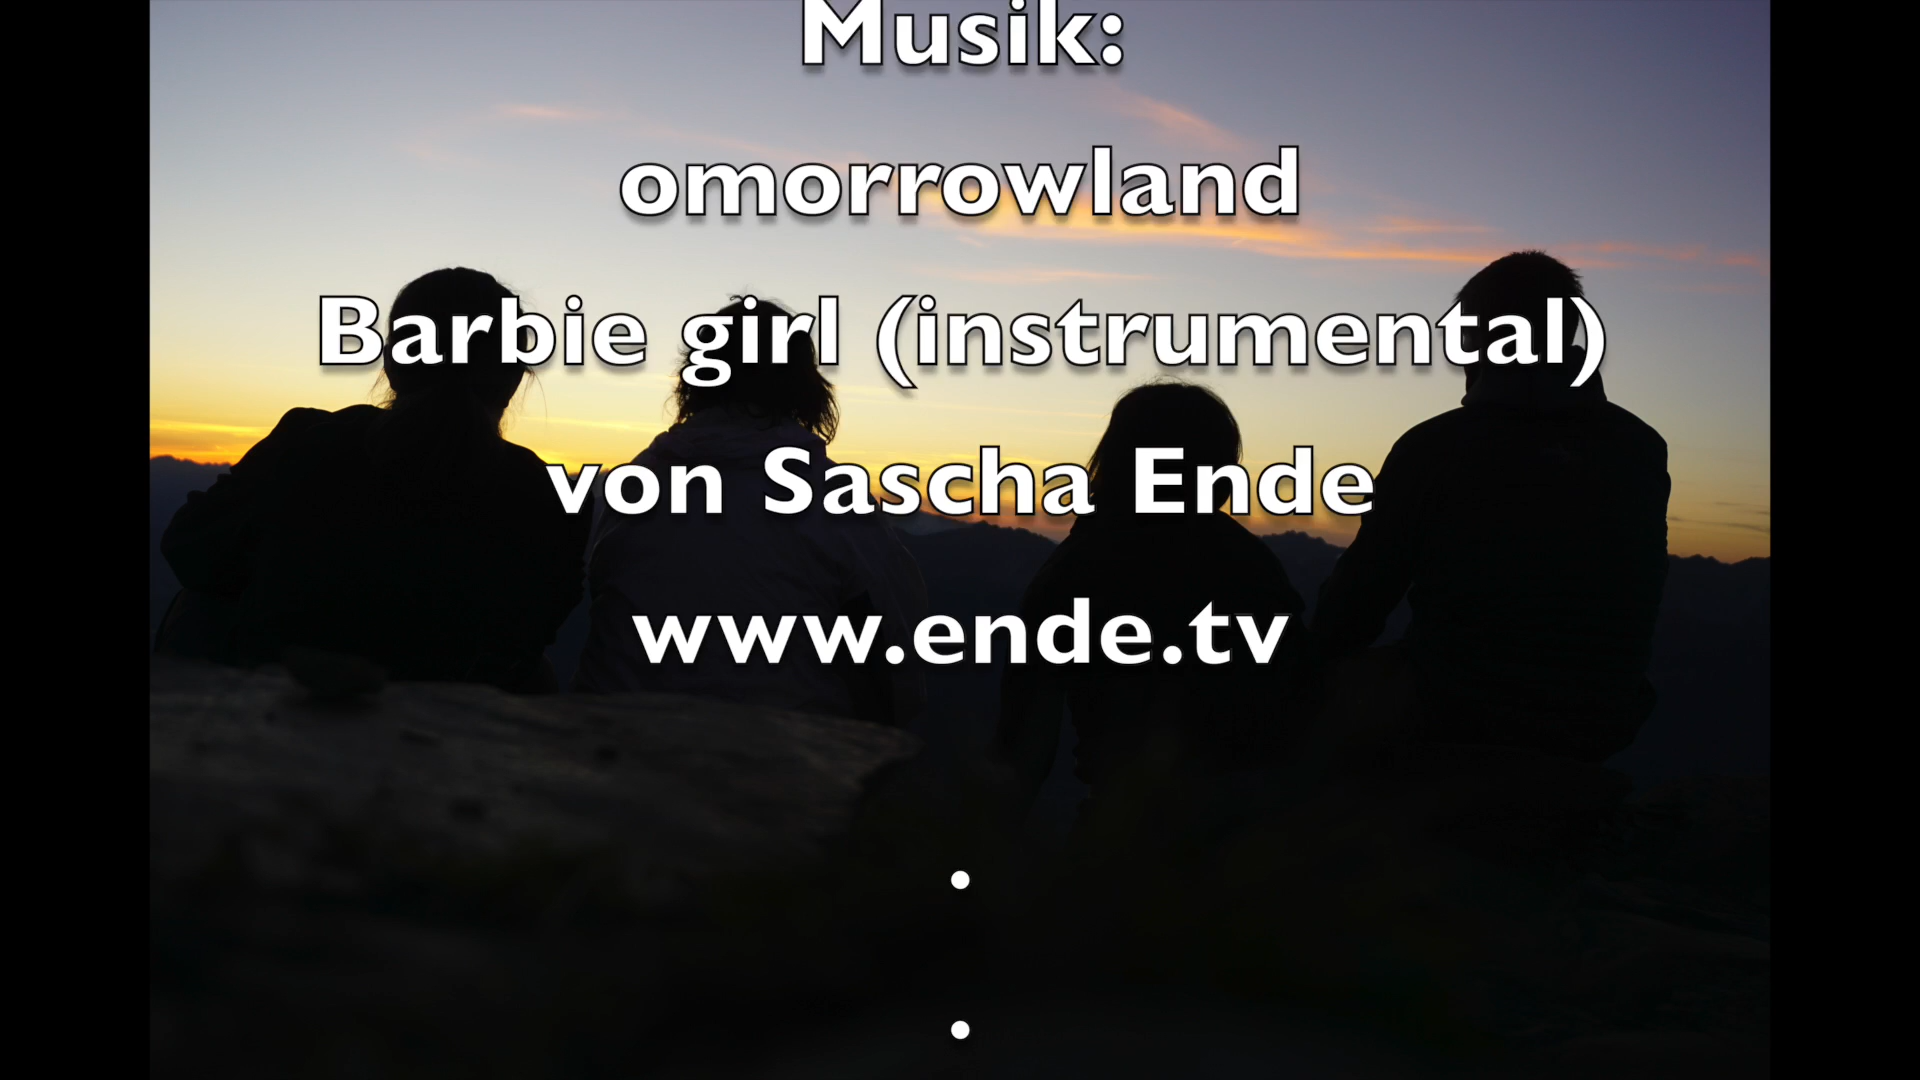 Musik:
omorrowland
Barbie girl (instrumental)
von Sascha Ende
www.ende.tv
•
•